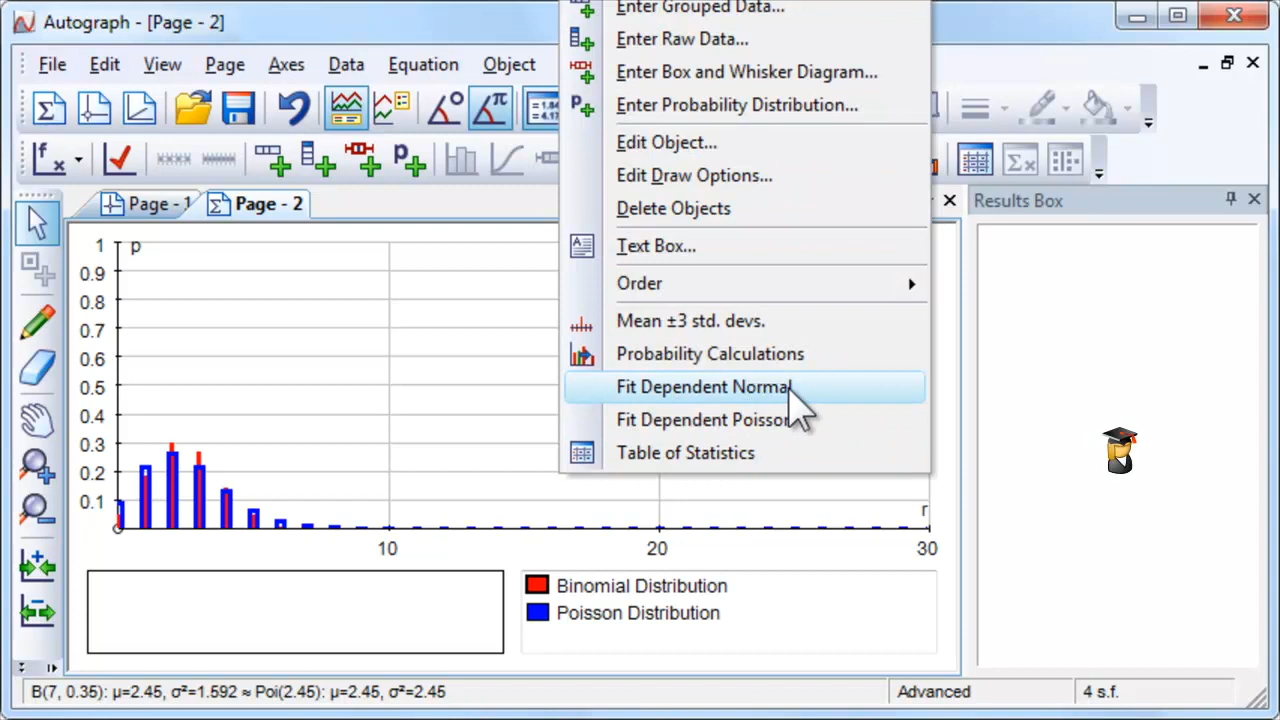 Autograph - [Page - 2]
File Edit View Page Axes Data Equation Object
Enter Grouped Data...
Enter Raw Data...
Enter Box and Whisker Diagram...
Enter Probability Distribution...
Edit Object...
Edit Draw Options...
Delete Objects
Text Box...
Order
Mean ±3 std. devs.
Probability Calculations
Fit Dependent Normal
Fit Dependent Poisson
Table of Statistics
Page - 1
Page - 2
Results Box
1 p
0.9
0.8
0.7
0.6
0.5
0.4
0.3
0.2
0.1
r
0 10 20 30
Binomial Distribution
Poisson Distribution
B(7, 0.35): μ=2.45, σ²=1.592 ≈ Poi(2.45): μ=2.45, σ²=2.45
Advanced
4 s.f.